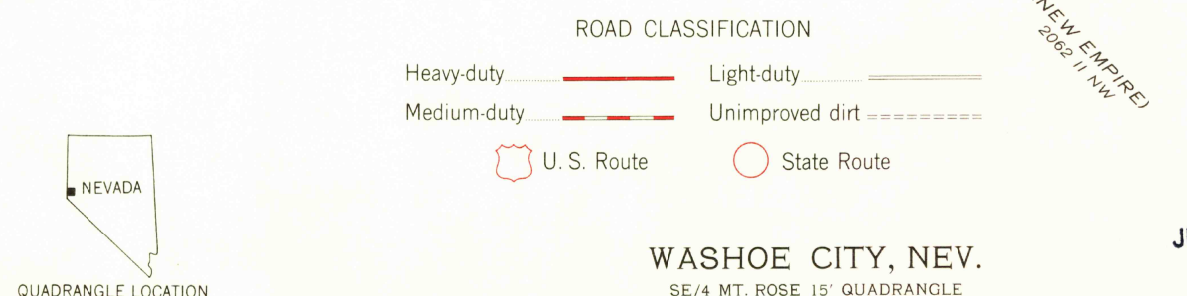 ROAD CLASSIFICATION
Heavy-duty Light-duty
Medium-duty Unimproved dirt
U. S. Route State Route
NEW EMPIRE)
2062 II NW
NEVADA
QUADRANGLE LOCATION
WASHOE CITY, NEV.
SE/4 MT. ROSE 15' QUADRANGLE